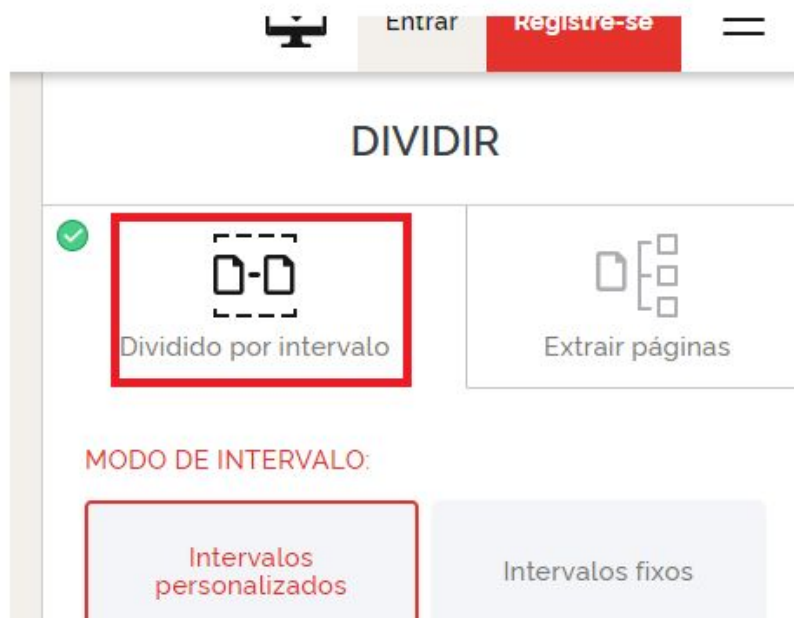 Entrar
Registre-se
DIVIDIR
Dividido por intervalo
Extrair páginas
MODO DE INTERVALO:
Intervalos
personalizados
Intervalos fixos